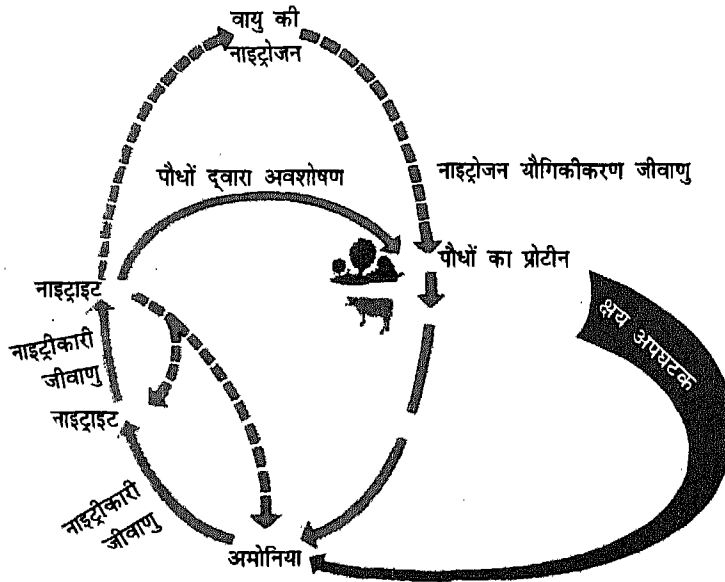 वायु की
नाइट्रोजन
पौधों द्वारा अवशोषण
नाइट्रोजन यौगिकीकरण जीवाणु
पौधों का प्रोटीन
नाइट्राइट
क्षय अपघटक
नाइट्रीकारी
जीवाणु
नाइट्राइट
नाइट्रीकारी
जीवाणु
अमोनिया